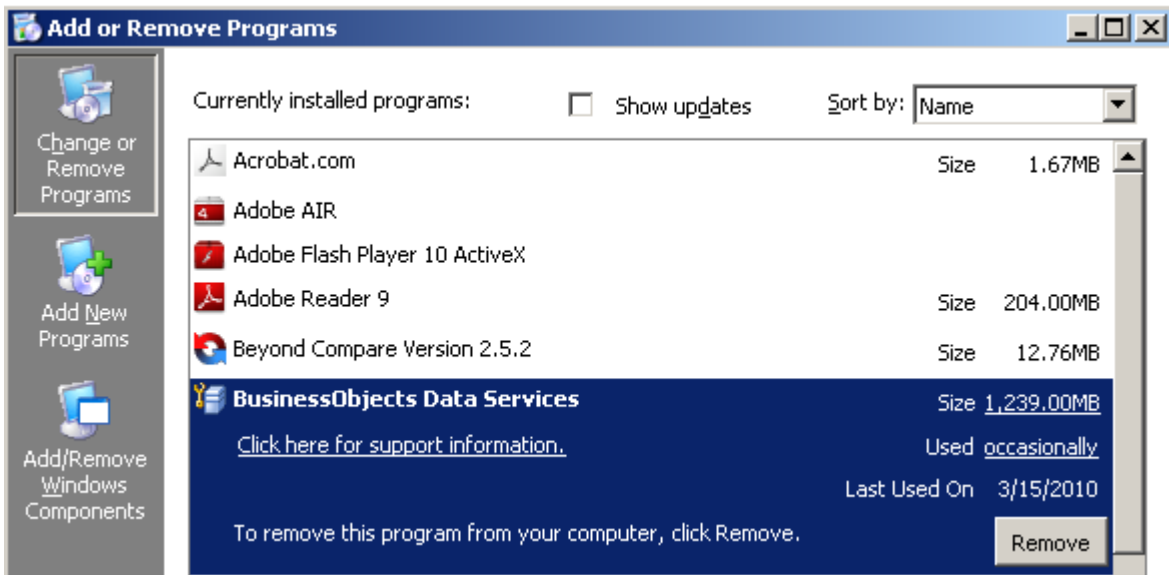 Add or Remove Programs
Change or
Remove
Programs
Add New
Programs
Add/Remove
Windows
Components
Currently installed programs: Show updates Sort by: Name
Acrobat.com Size 1.67MB
4 Adobe AIR
Adobe Flash Player 10 ActiveX
Adobe Reader 9 Size 204.00MB
Beyond Compare Version 2.5.2 Size 12.76MB
BusinessObjects Data Services Size 1,239.00MB
Click here for support information. Used occasionally
Last Used On 3/15/2010
To remove this program from your computer, click Remove. Remove